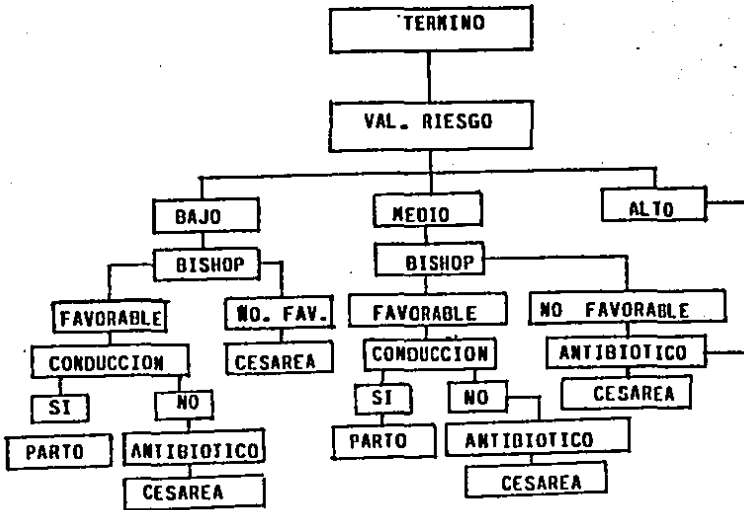 TERMINO
VAL. RIESGO
BAJO
MEDIO
ALTO
BISHOP
BISHOP
FAVORABLE
NO. FAV.
FAVORABLE
NO FAVORABLE
CONDUCCION
CESAREA
CONDUCCION
ANTIBIOTICO
SI
NO
SI
NO
CESAREA
PARTO
ANTIBIOTICO
PARTO
ANTIBIOTICO
CESAREA
CESAREA